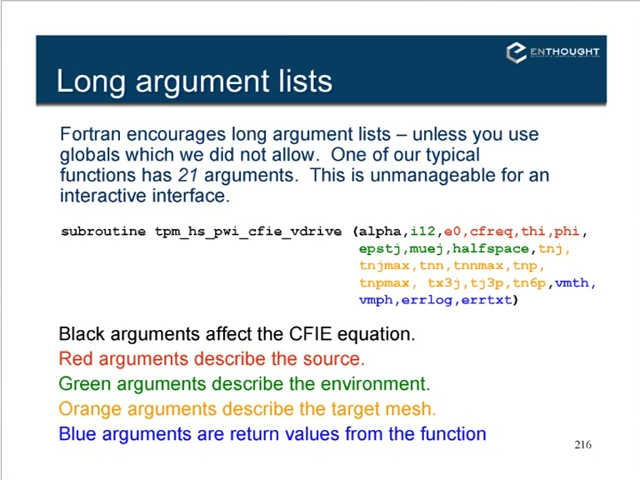 ENTHOUGHT
Long argument lists
Fortran encourages long argument lists – unless you use
globals which we did not allow.  One of our typical
functions has 21 arguments.  This is unmanageable for an
interactive interface.
subroutine tpm_hs_pwi_cfie_vdrive (alpha,i12,e0,cfreq,thi,phi,
epstj,muej,halfspace,tnj,
tnjmax,tnn,tnnmax,tnp,
tnpmax, tx3j,tj3p,tn6p,vmth,
vmph,errlog,errtxt)
Black arguments affect the CFIE equation.
Red arguments describe the source.
Green arguments describe the environment.
Orange arguments describe the target mesh.
Blue arguments are return values from the function
216